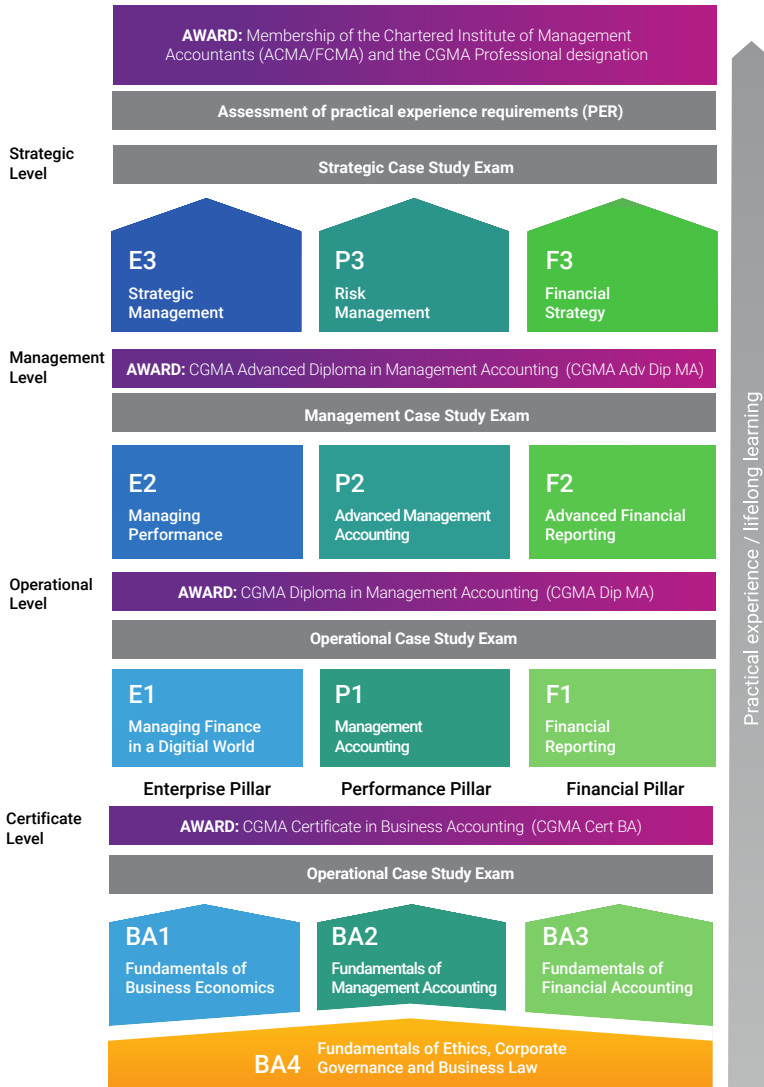 AWARD: Membership of the Chartered Institute of Management
Accountants (ACMA/FCMA) and the CGMA Professional designation
Assessment of practical experience requirements (PER)
Strategic
Level
Strategic Case Study Exam
E3
Strategic
Management
P3
Risk
Management
F3
Financial
Strategy
Management
Level
AWARD: CGMA Advanced Diploma in Management Accounting (CGMA Adv Dip MA)
Management Case Study Exam
E2
Managing
Performance
P2
Advanced Management
Accounting
F2
Advanced Financial
Reporting
Operational
Level
AWARD: CGMA Diploma in Management Accounting (CGMA Dip MA)
Operational Case Study Exam
E1
Managing Finance
in a Digitial World
P1
Management
Accounting
F1
Financial
Reporting
Enterprise Pillar
Performance Pillar
Financial Pillar
Certificate
Level
AWARD: CGMA Certificate in Business Accounting (CGMA Cert BA)
Operational Case Study Exam
BA1
Fundamentals of
Business Economics
BA2
Fundamentals of
Management Accounting
BA3
Fundamentals of
Financial Accounting
BA4
Fundamentals of Ethics, Corporate
Governance and Business Law
Practical experience / lifelong learning